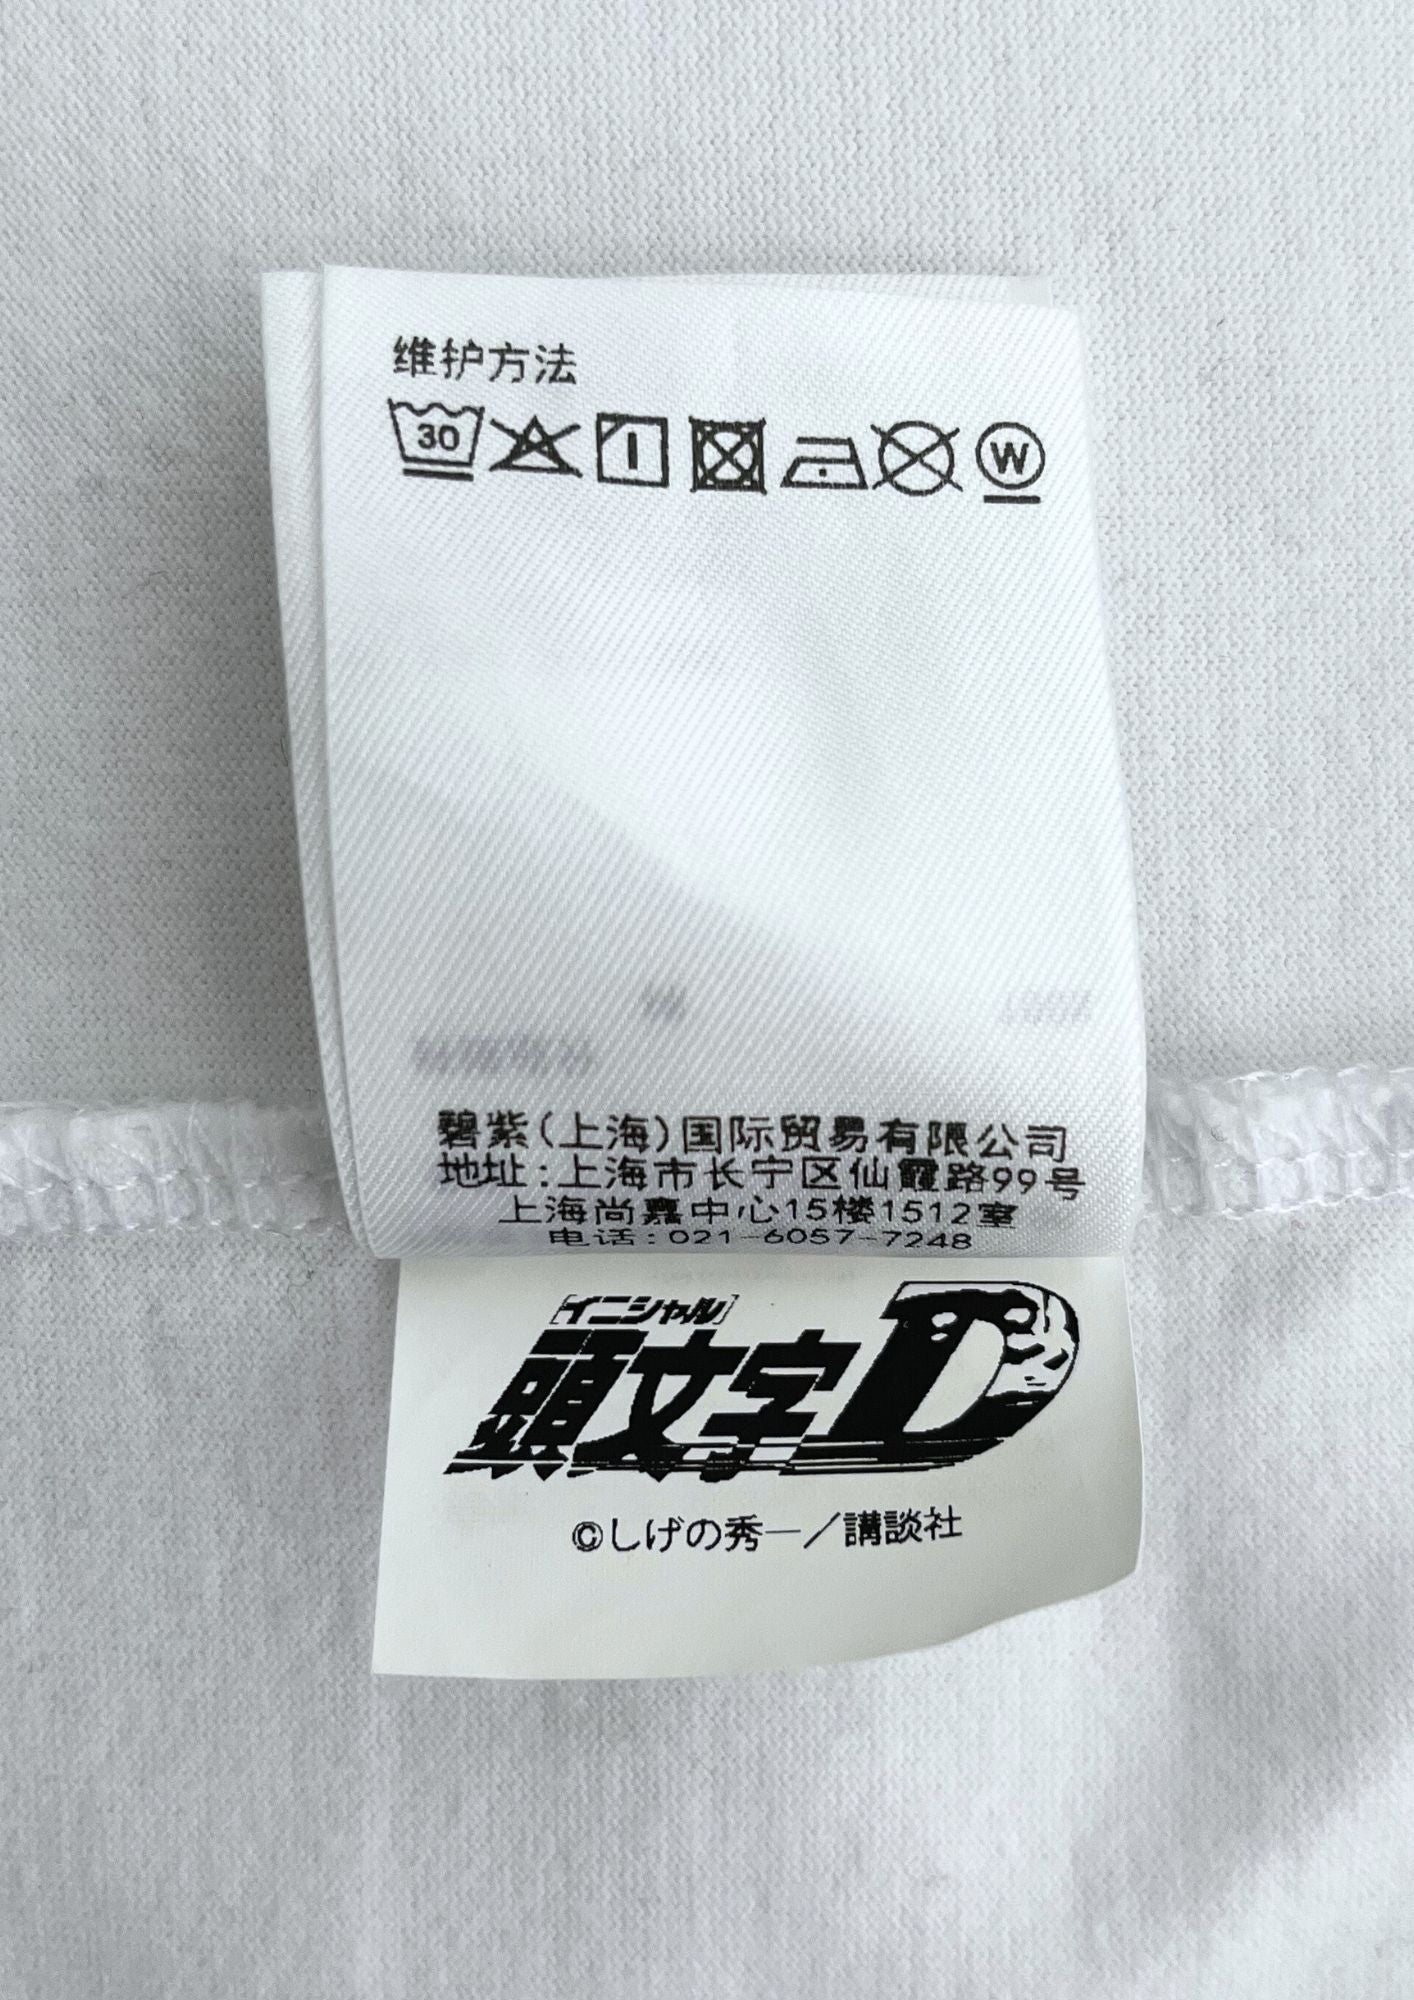 维护方法
30
W
碧紫(上海)国际贸易有限公司
地址:上海市长宁区仙霞路99号
上海尚嘉中心15楼1512室
电话:021-6057-7248
[イニシャル]
頭文字D
©しげの秀一／講談社